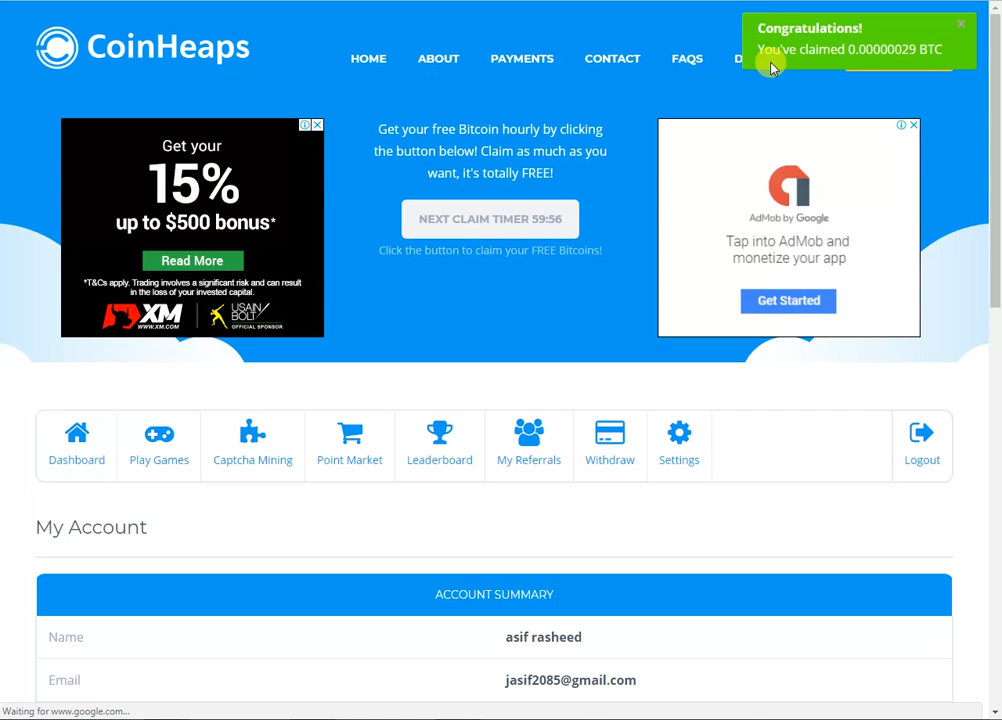 CoinHeaps
HOME
ABOUT
PAYMENTS
CONTACT
FAQS
D
Congratulations!
You've claimed 0.00000029 BTC
Get your
15%
up to $500 bonus*
Read More
*T&Cs apply. Trading involves a significant risk and can result
in the loss of your invested capital.
XM
WWW.XM.COM
USAIN
BOLT
OFFICIAL SPONSOR
Get your free Bitcoin hourly by clicking
the button below! Claim as much as you
want, it's totally FREE!
NEXT CLAIM TIMER 59:56
Click the button to claim your FREE Bitcoins!
AdMob by Google
Tap into AdMob and
monetize your app
Get Started
Dashboard
Play Games
Captcha Mining
Point Market
Leaderboard
My Referrals
Withdraw
Settings
Logout
My Account
ACCOUNT SUMMARY
Name asif rasheed
Email jasif2085@gmail.com
Waiting for www.google.com...